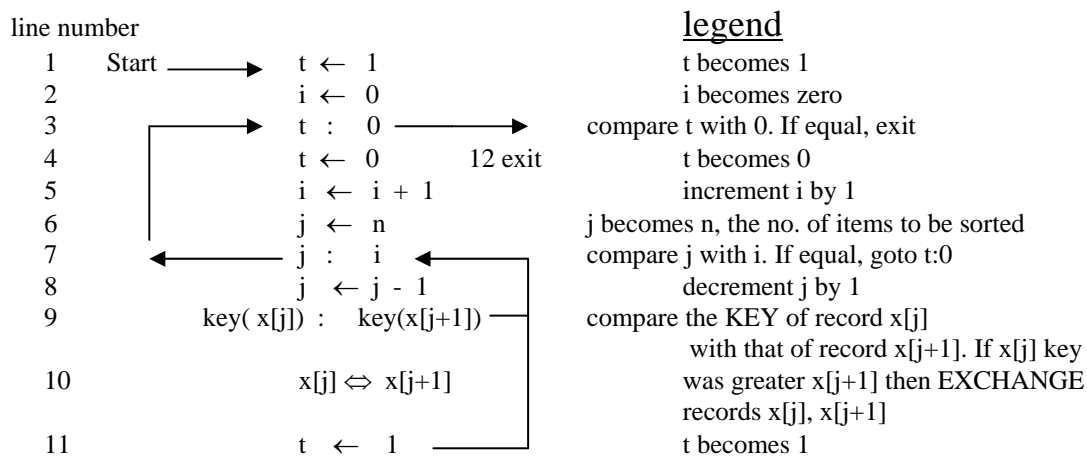 line number legend
1 Start t ← 1 t becomes 1
2 i ← 0 i becomes zero
3 t : 0 compare t with 0. If equal, exit
4 t ← 0 12 exit t becomes 0
5 i ← i + 1 increment i by 1
6 j ← n j becomes n, the no. of items to be sorted
7 j : i compare j with i. If equal, goto t:0
8 j ← j - 1 decrement j by 1
9 key( x[j]) : key(x[j+1]) compare the KEY of record x[j]
with that of record x[j+1]. If x[j] key
10 x[j] ⇔ x[j+1] was greater x[j+1] then EXCHANGE
records x[j], x[j+1]
11 t ← 1 t becomes 1